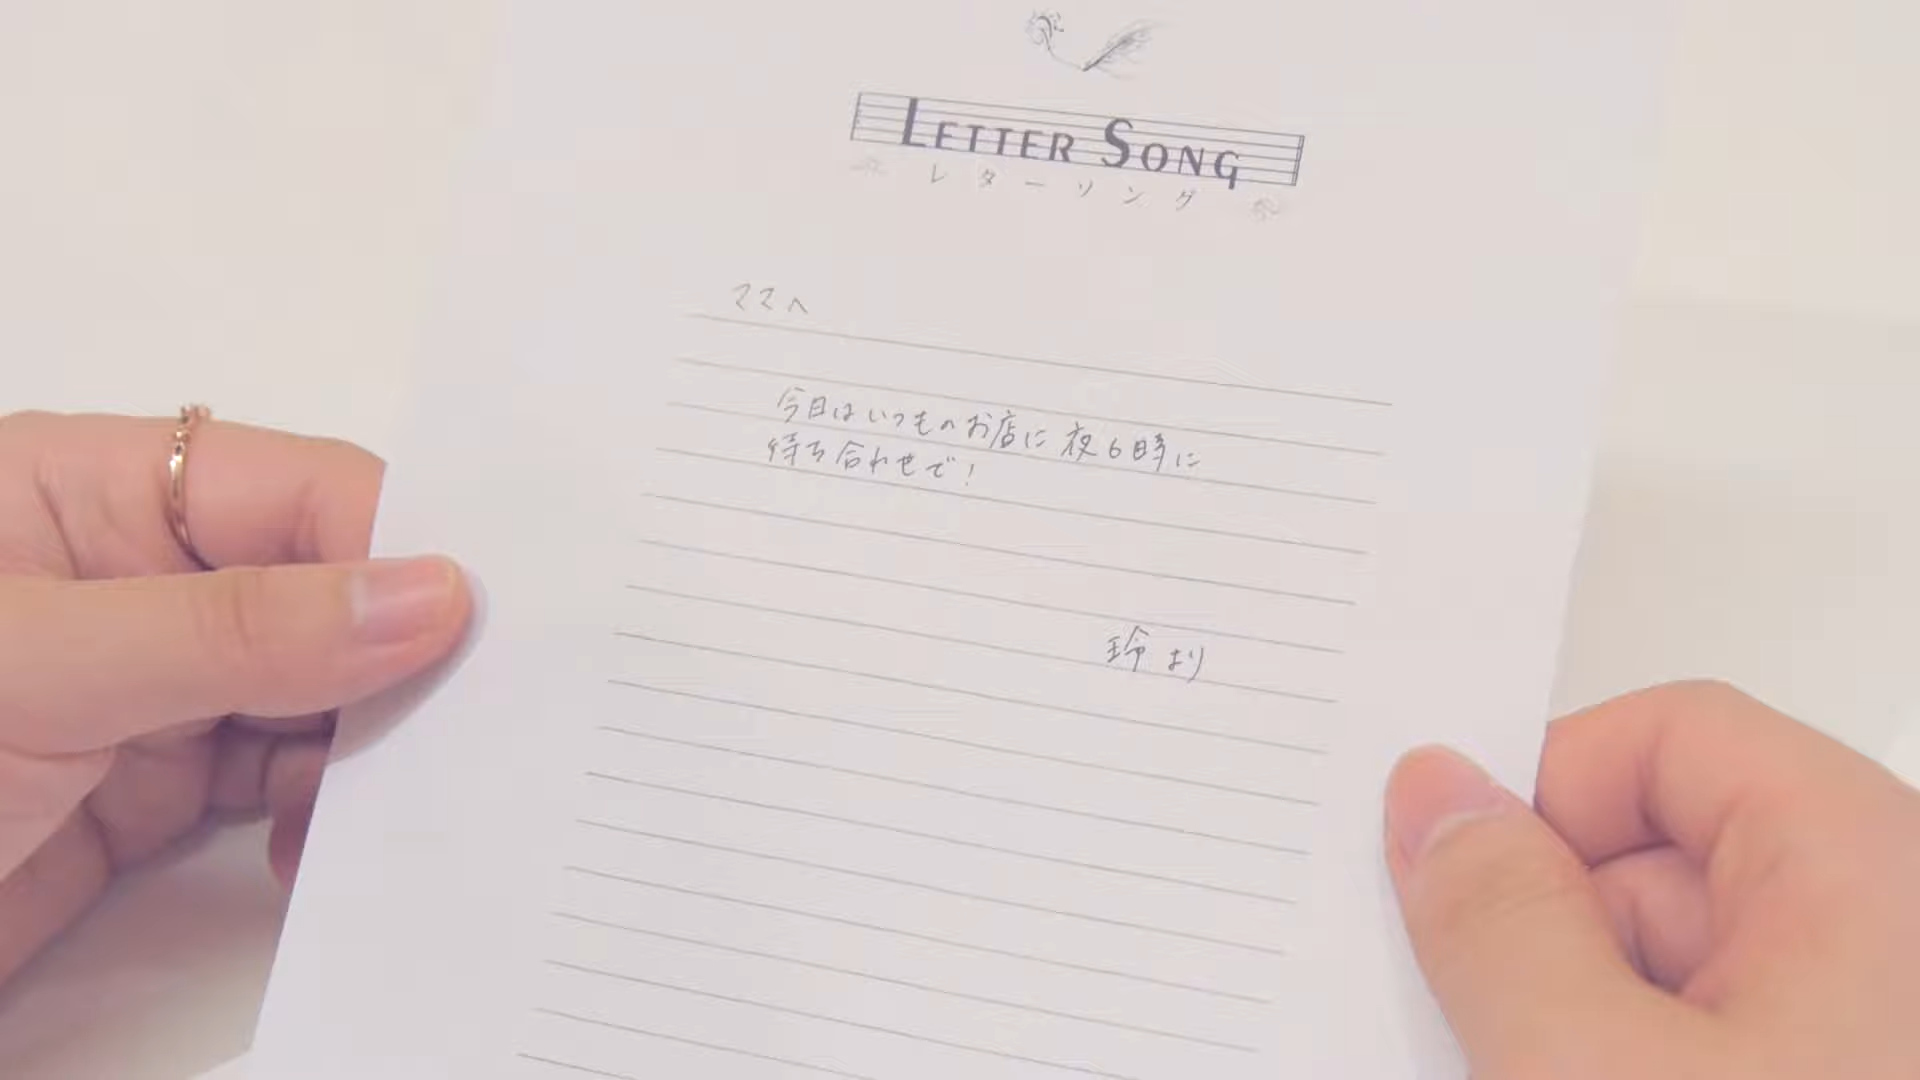 LETTER SONG
レターソング
ママへ
今日はいつものお店に夜6時に
待ち合わせで!
玲より